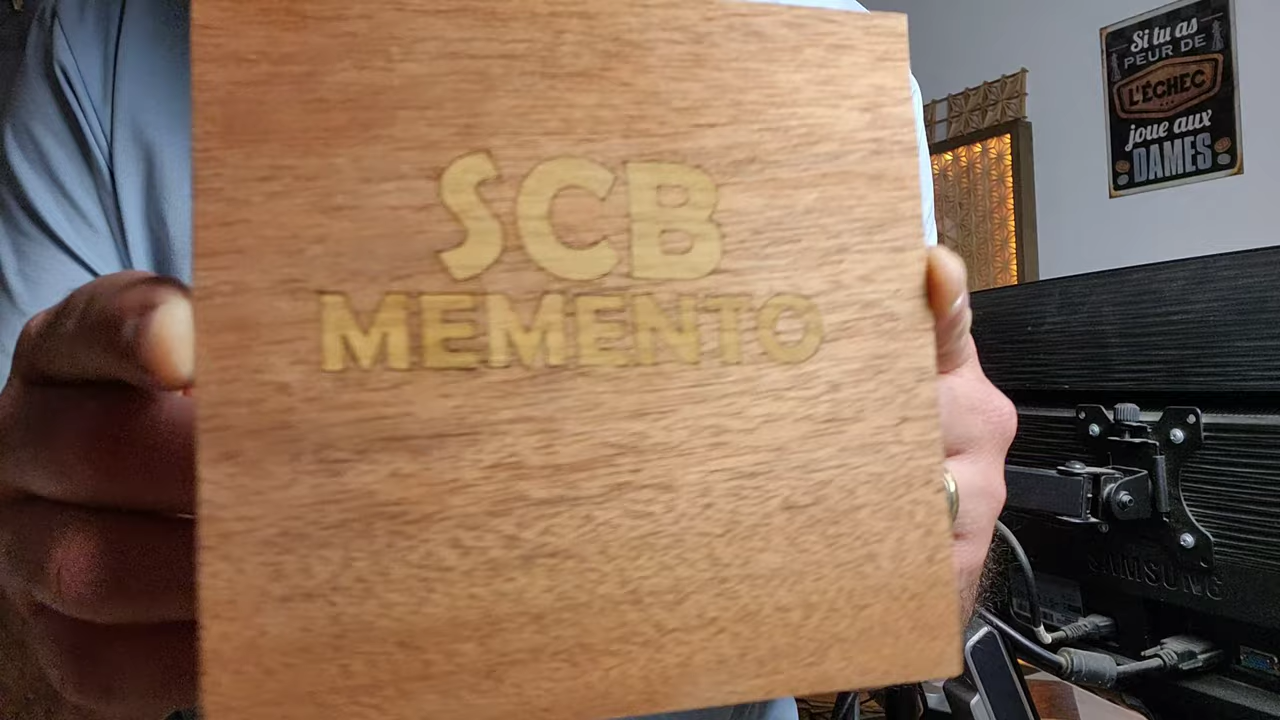 SCB
MEMENTO
Si tu as
PEUR DE
L'ÉCHEC
joue aux
DAMES
SAMSUNG